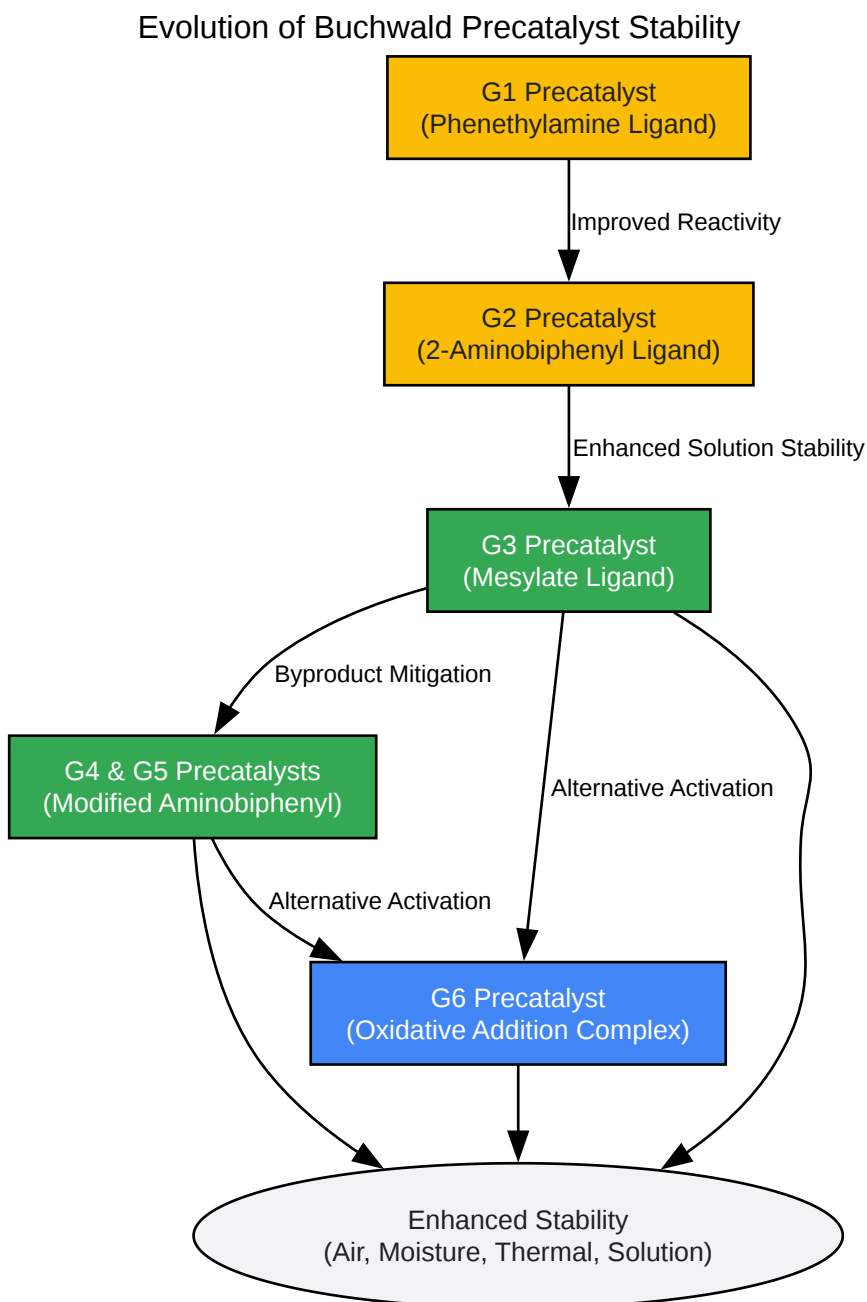 Evolution of Buchwald Precatalyst Stability
G1 Precatalyst
(Phenethylamine Ligand)
Improved Reactivity
G2 Precatalyst
(2-Aminobiphenyl Ligand)
Enhanced Solution Stability
G3 Precatalyst
(Mesylate Ligand)
Byproduct Mitigation
G4 & G5 Precatalysts
(Modified Aminobiphenyl)
Alternative Activation
Alternative Activation
G6 Precatalyst
(Oxidative Addition Complex)
Enhanced Stability
(Air, Moisture, Thermal, Solution)